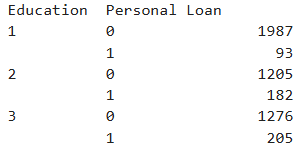 Education  Personal Loan
1          0                1987
           1                  93
2          0                1205
           1                 182
3          0                1276
           1                 205